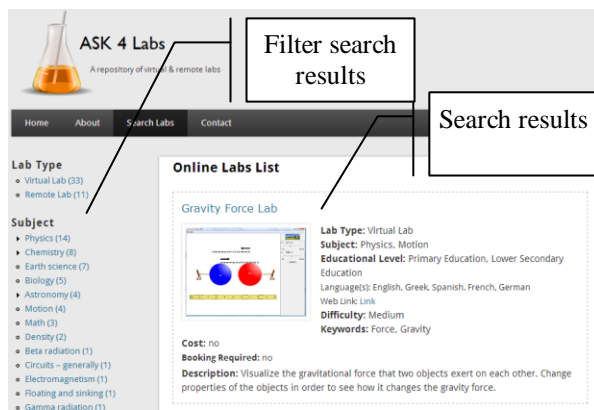 ASK 4 Labs
A repository of virtual & remote labs
Filter search
results
Search results
Home About Search Labs Contact
Lab Type
Virtual Lab (33)
Remote Lab (11)
Subject
Physics (14)
Chemistry (8)
Earth science (7)
Biology (5)
Astronomy (4)
Motion (4)
Math (3)
Density (2)
Beta radiation (1)
Circuits – generally (1)
Electromagnetism (1)
Floating and sinking (1)
Gamma radiation (1)
Online Labs List
Gravity Force Lab
Lab Type: Virtual Lab
Subject: Physics, Motion
Educational Level: Primary Education, Lower Secondary
Education
Language(s): English, Greek, Spanish, French, German
Web Link: Link
Difficulty: Medium
Keywords: Force, Gravity
Cost: no
Booking Required: no
Description: Visualize the gravitational force that two objects exert on each other. Change
properties of the objects in order to see how it changes the gravity force.